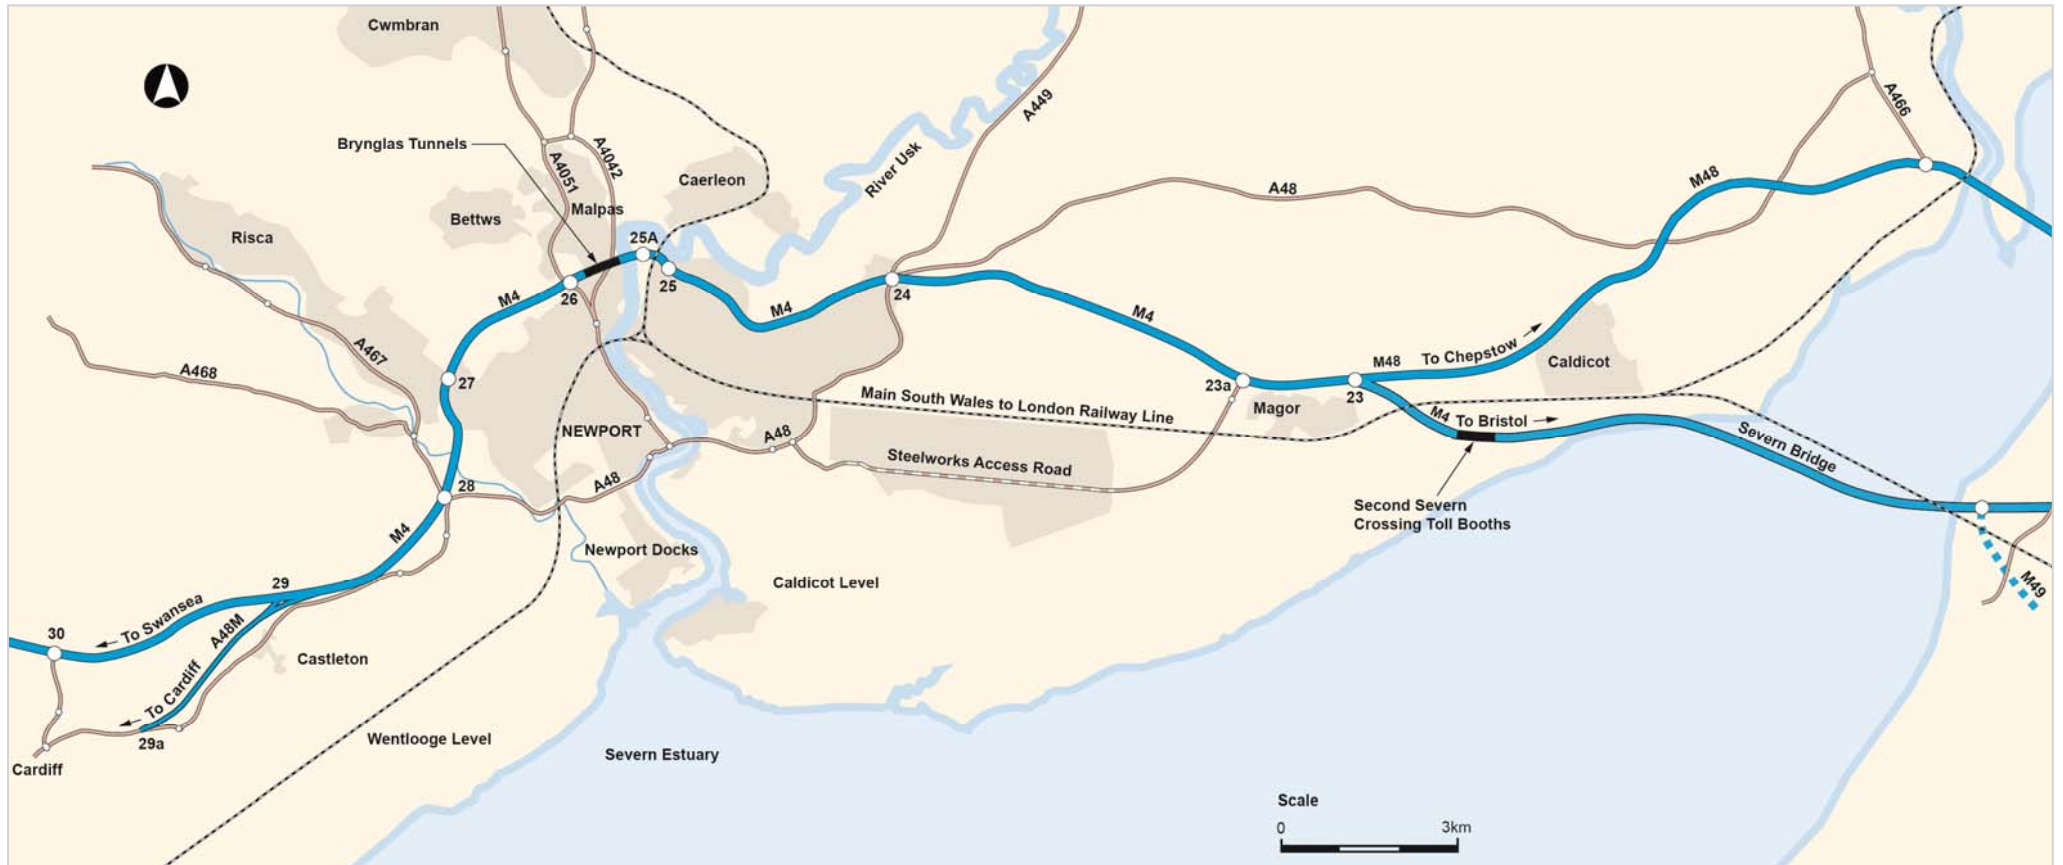 Cwmbran
Brynglas Tunnels
A4051
A4042
Caerleon
River Usk
A449
A466
M48
A48
Malpas
Bettws
Risca
25A
25
26
M4
M4
24
M4
27
A467
A468
23a
Magor
M48
To Chepstow
23
Caldicot
M4
To Bristol
Main South Wales to London Railway Line
Severn Bridge
NEWPORT
A48
Steelworks Access Road
28
A48
Second Severn
Crossing Toll Booths
M4
Newport Docks
Caldicot Level
29
M49
To Swansea
A48M
30
Castleton
To Cardiff
29a
Cardiff
Wentlooge Level
Severn Estuary
Scale
0
3km